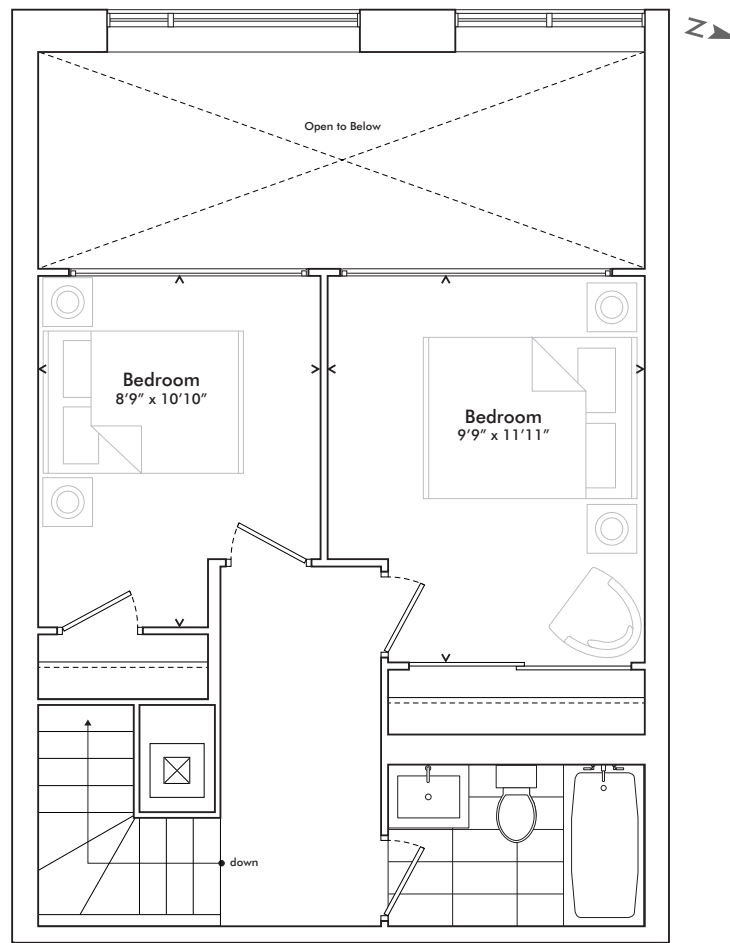 N
Open to Below
Bedroom
8’9” x 10’10”
Bedroom
9’9” x 11’11”
down